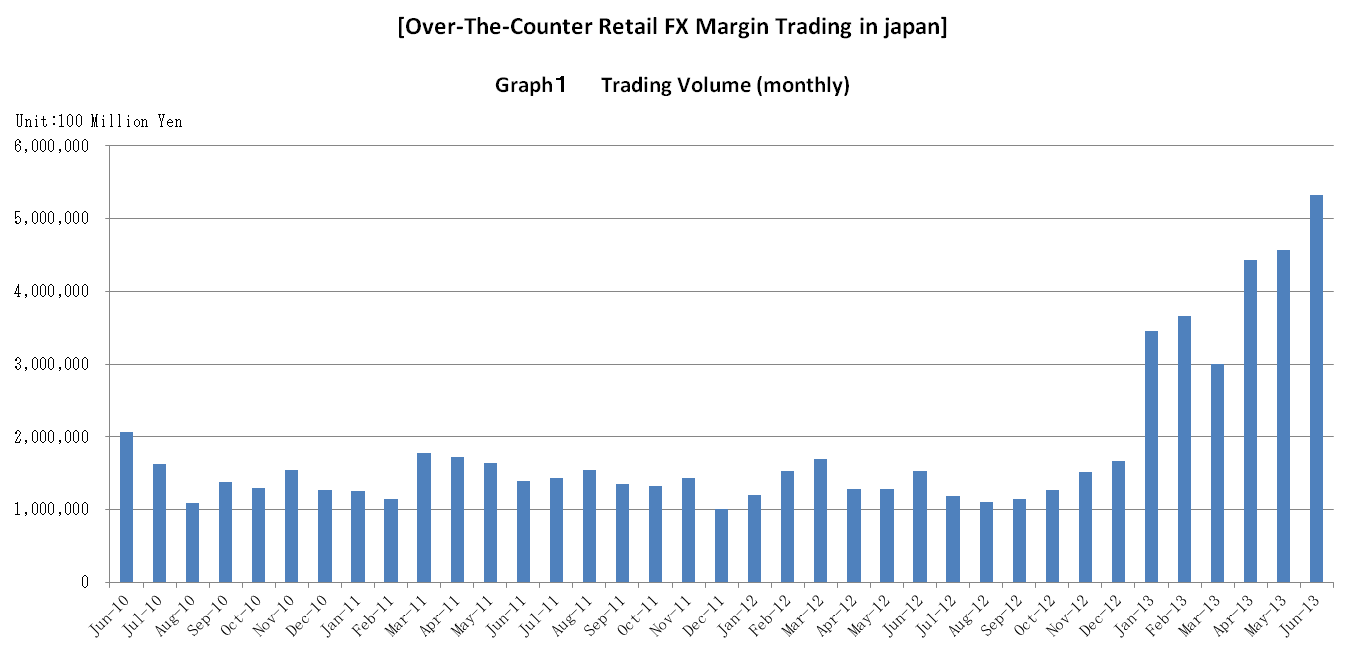 [Over-The-Counter Retail FX Margin Trading in japan]
Graph１ Trading Volume (monthly)
Unit:100 Million Yen
6,000,000
5,000,000
4,000,000
3,000,000
2,000,000
1,000,000
0
Jun-10
Jul-10
Aug-10
Sep-10
Oct-10
Nov-10
Dec-10
Jan-11
Feb-11
Mar-11
Apr-11
May-11
Jun-11
Jul-11
Aug-11
Sep-11
Oct-11
Nov-11
Dec-11
Jan-12
Feb-12
Mar-12
Apr-12
May-12
Jun-12
Jul-12
Aug-12
Sep-12
Oct-12
Nov-12
Dec-12
Jan-13
Feb-13
Mar-13
Apr-13
May-13
Jun-13